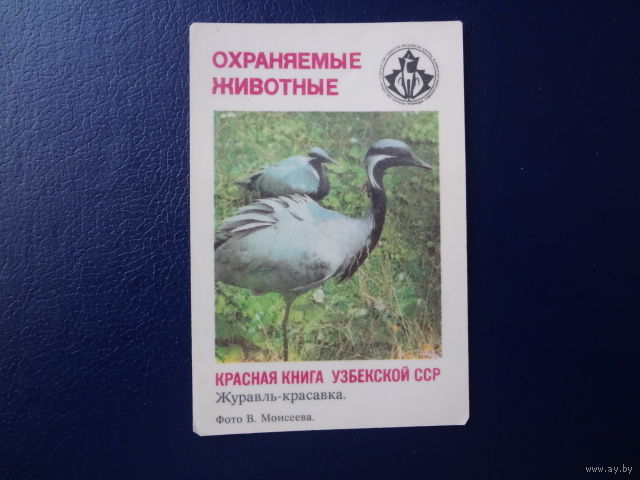 ОХРАНЯЕМЫЕ
ЖИВОТНЫЕ
КРАСНАЯ КНИГА УЗБЕКСКОЙ ССР
Журавль-красавка.
Фото В. Моисеева.
www.ay.by